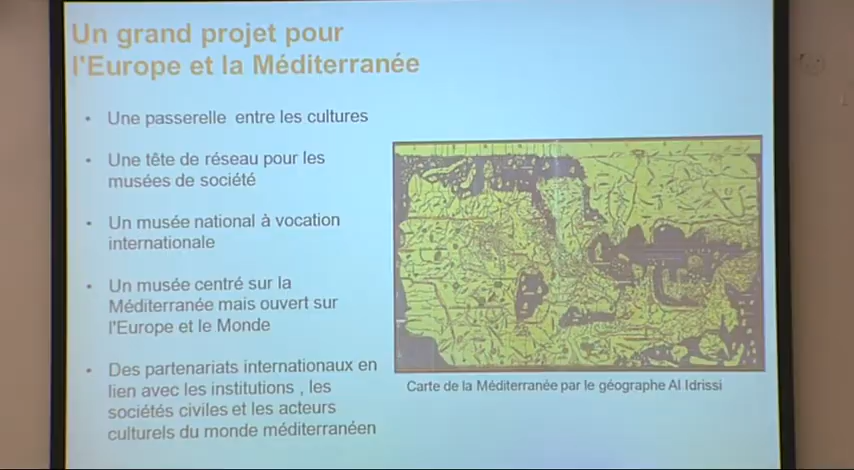 Un grand projet pour
l'Europe et la Méditerranée
• Une passerelle entre les cultures
• Une tête de réseau pour les
musées de société
• Un musée national à vocation
internationale
• Un musée centré sur la
Méditerranée mais ouvert sur
l'Europe et le Monde
• Des partenariats internationaux en
lien avec les institutions , les
sociétés civiles et les acteurs
culturels du monde méditerranéen
Carte de la Méditerranée par le géographe Al Idrissi